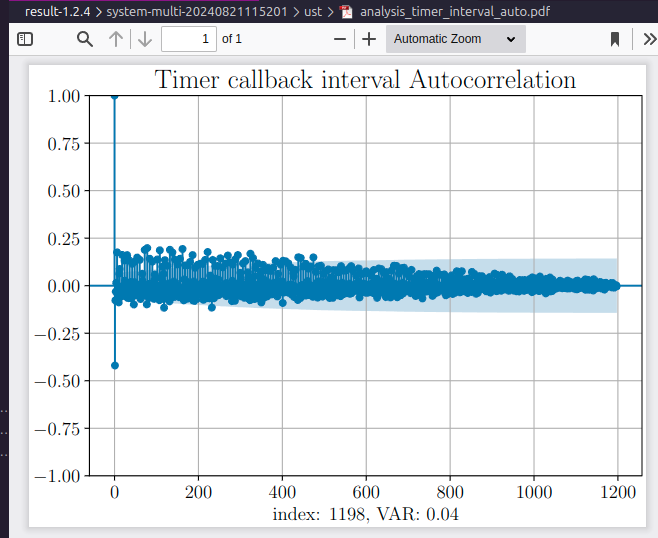 result-1.2.4 > system-multi-20240821115201 > ust > analysis_timer_interval_auto.pdf
1 of 1 Automatic Zoom
Timer callback interval Autocorrelation
1.00
0.75
0.50
0.25
0.00
−0.25
−0.50
−0.75
−1.00
0 200 400 600 800 1000 1200
index: 1198, VAR: 0.04